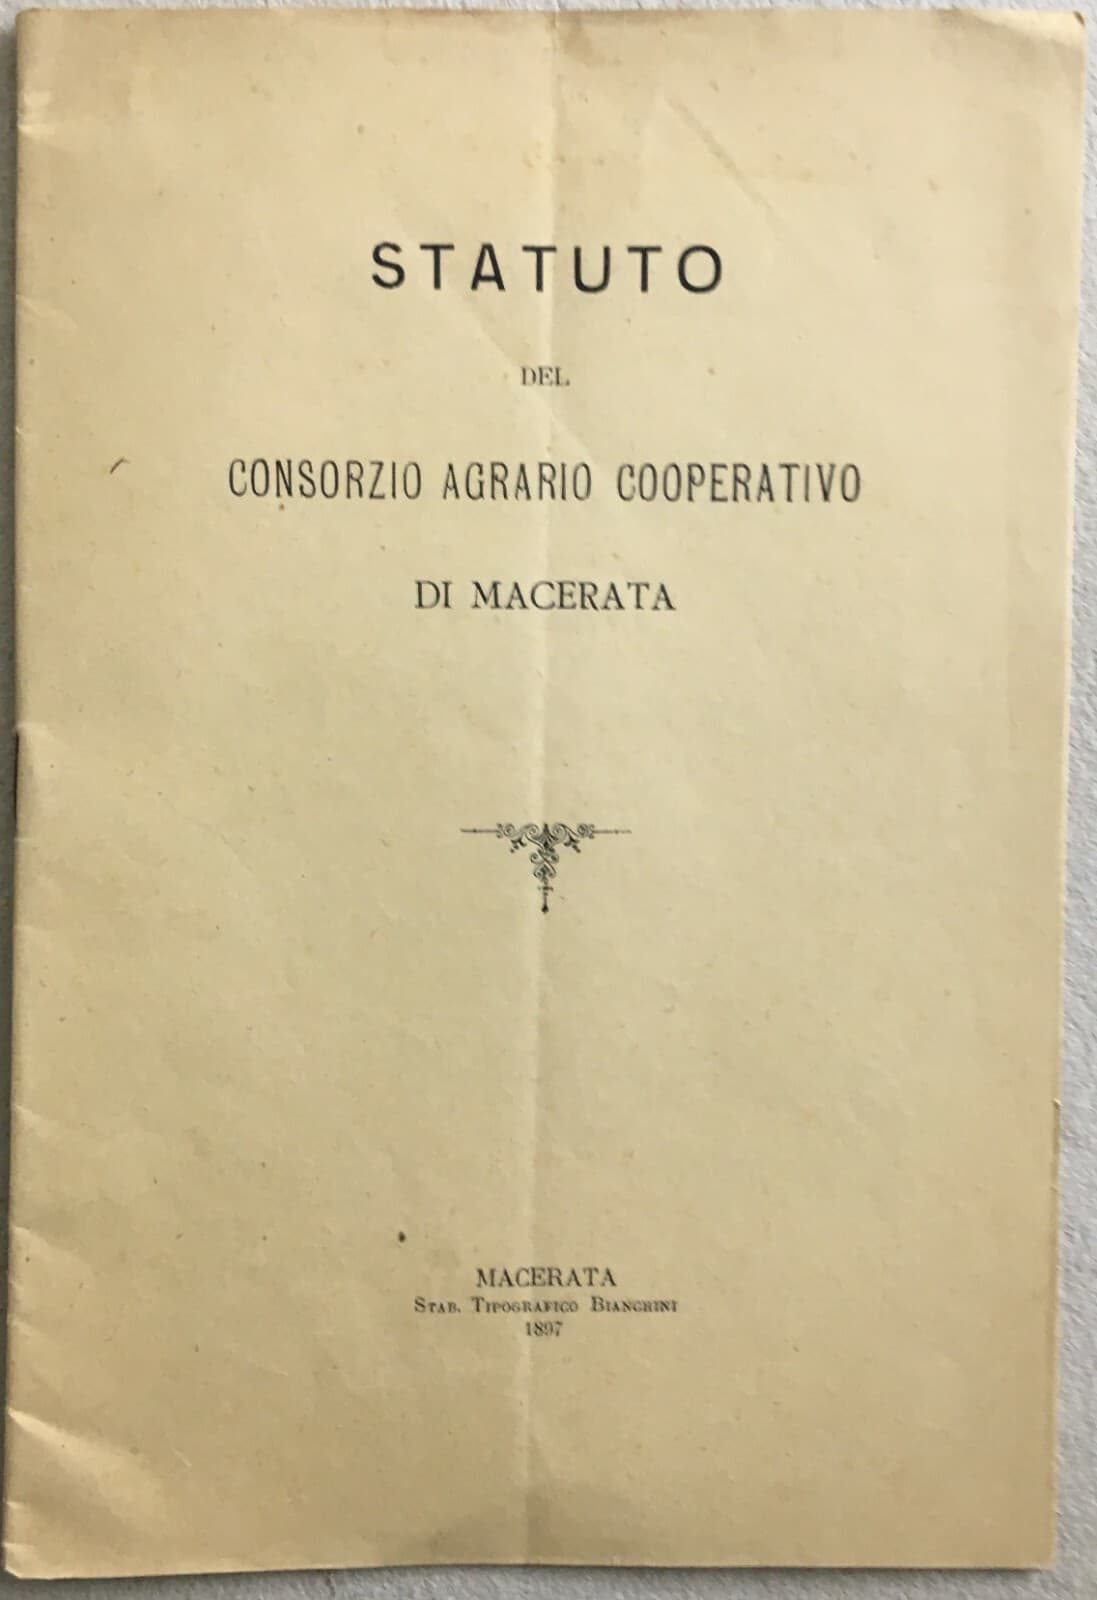 STATUTO
DEL
CONSORZIO AGRARIO COOPERATIVO
DI MACERATA
MACERATA
Stab. Tipografico Bianchini
1897